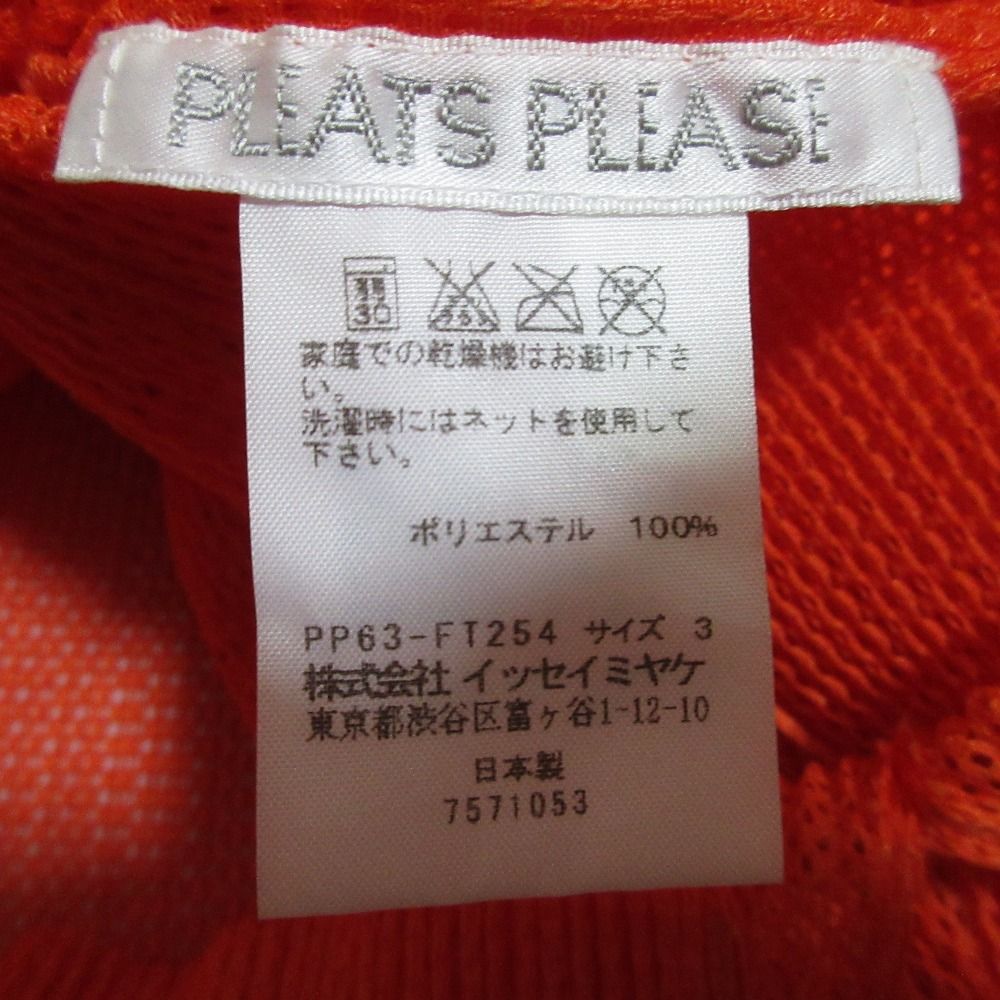 PLEATS PLEASE
30
家庭での乾燥機はお避け下さ
い。
洗濯時にはネットを使用して
下さい。
ポリエステル 100%
PP63-FT254 サイズ 3
株式会社 イッセイミヤケ
東京都渋谷区富ヶ谷1-12-10
日本製
7571053